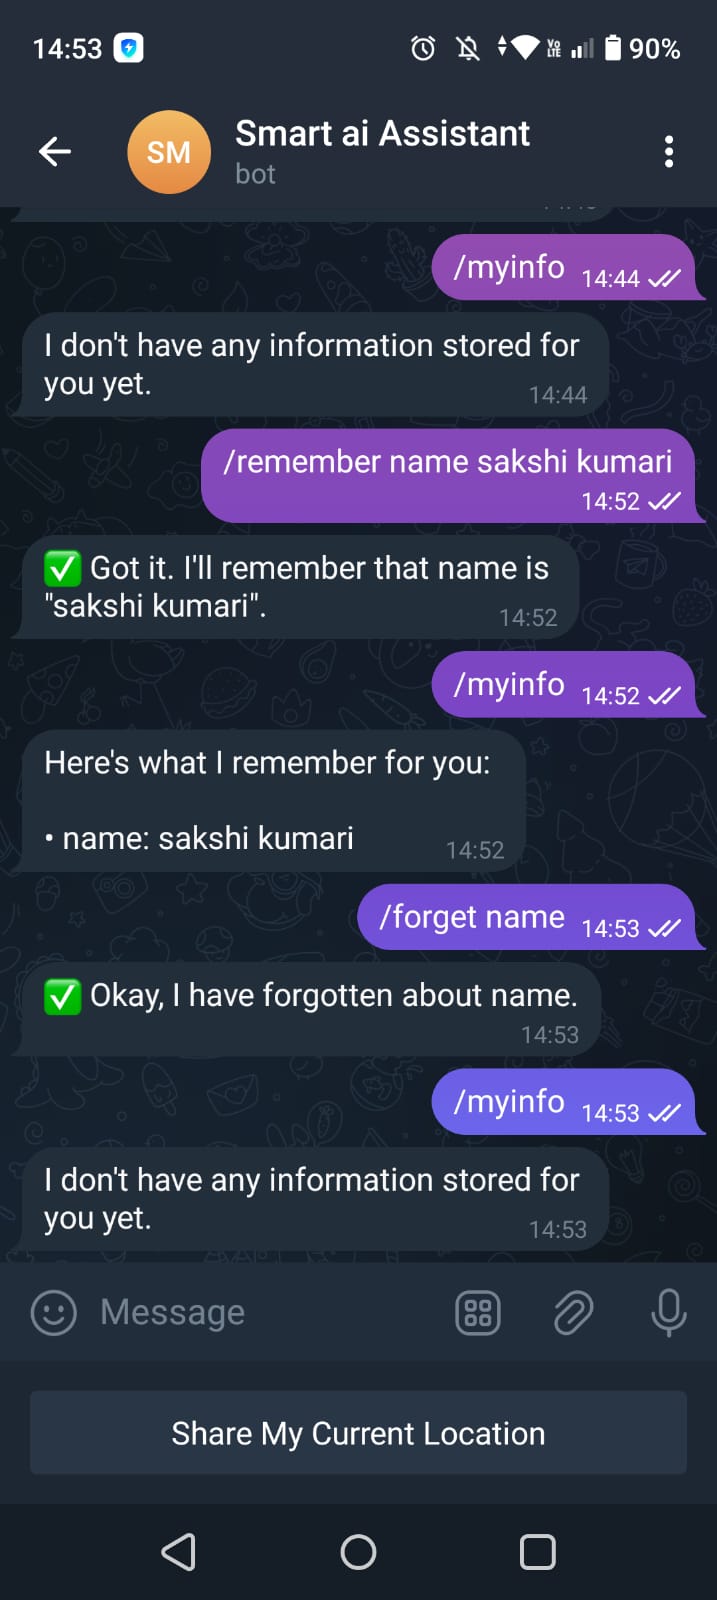 14:53
Vo
LTE
90%
SM
Smart ai Assistant
bot
/myinfo 14:44
I don't have any information stored for
you yet.
14:44
/remember name sakshi kumari
14:52
✅ Got it. I'll remember that name is
"sakshi kumari".
14:52
/myinfo 14:52
Here's what I remember for you:
• name: sakshi kumari
14:52
/forget name 14:53
✅ Okay, I have forgotten about name.
14:53
/myinfo 14:53
I don't have any information stored for
you yet.
14:53
Message
Share My Current Location